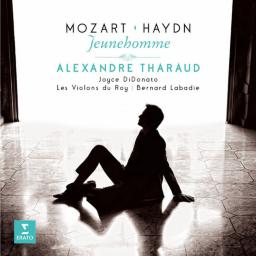 MOZART • HAYDN
Jeunehomme
ALEXANDRE THARAUD
Joyce DiDonato
Les Violons du Roy | Bernard Labadie
ERATO